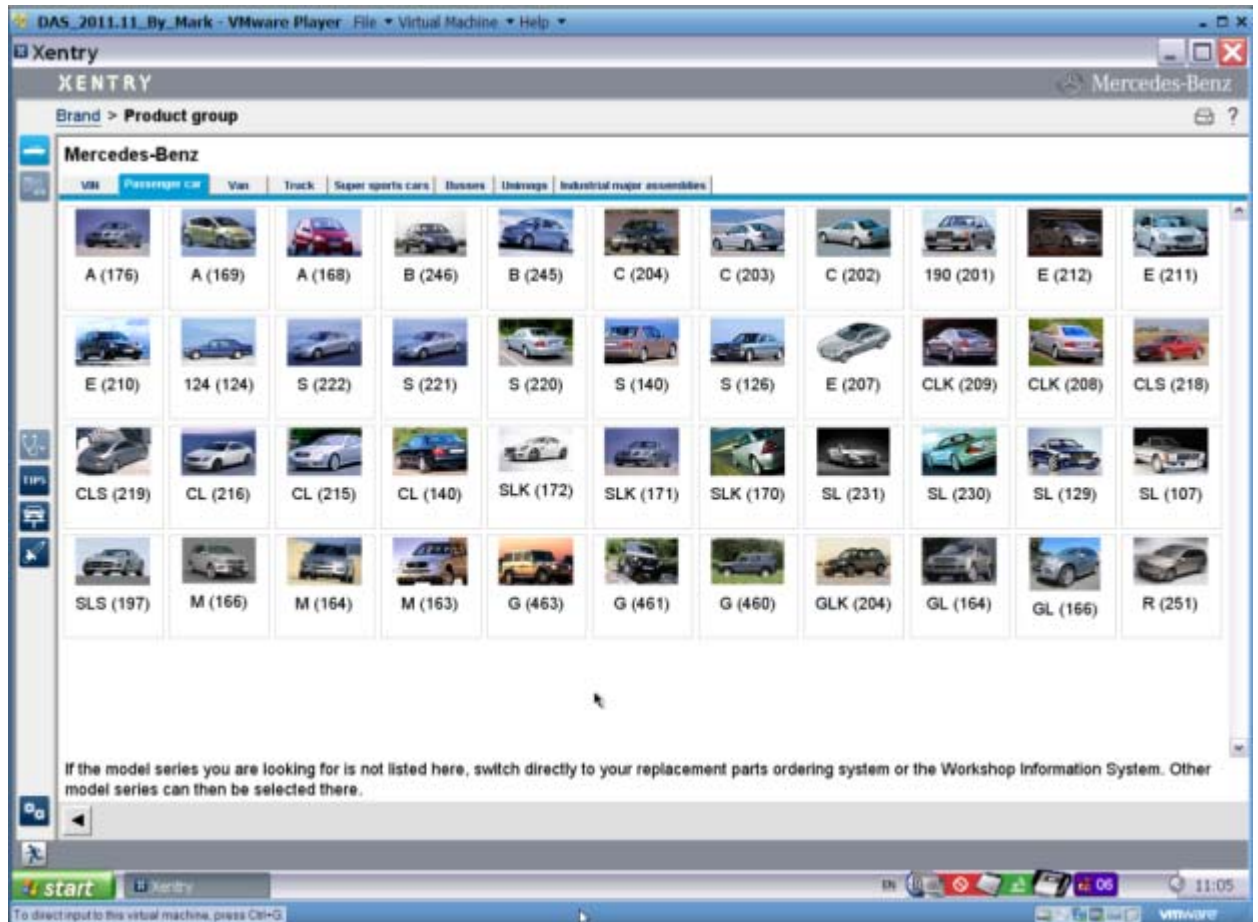 DAS_2011.11_By_Mark - VMware Player File Virtual Machine Help
Xentry
XENTRY
Mercedes-Benz
Brand > Product group
?
Mercedes-Benz
VIN Passenger car Van Truck Super sports cars Busses Unimogs Industrial major assemblies
A (176) A (169) A (168) B (246) B (245) C (204) C (203) C (202) 190 (201) E (212) E (211)
E (210) 124 (124) S (222) S (221) S (220) S (140) S (126) E (207) CLK (209) CLK (208) CLS (218)
CLS (219) CL (216) CL (215) CL (140) SLK (172) SLK (171) SLK (170) SL (231) SL (230) SL (129) SL (107)
TIPS
SLS (197) M (166) M (164) M (163) G (463) G (461) G (460) GLK (204) GL (164) GL (166) R (251)
If the model series you are looking for is not listed here, switch directly to your replacement parts ordering system or the Workshop Information System. Other
model series can then be selected there.
start Xentry EN 06 11:05
To direct input to this virtual machine, press Ctrl+G. vmware